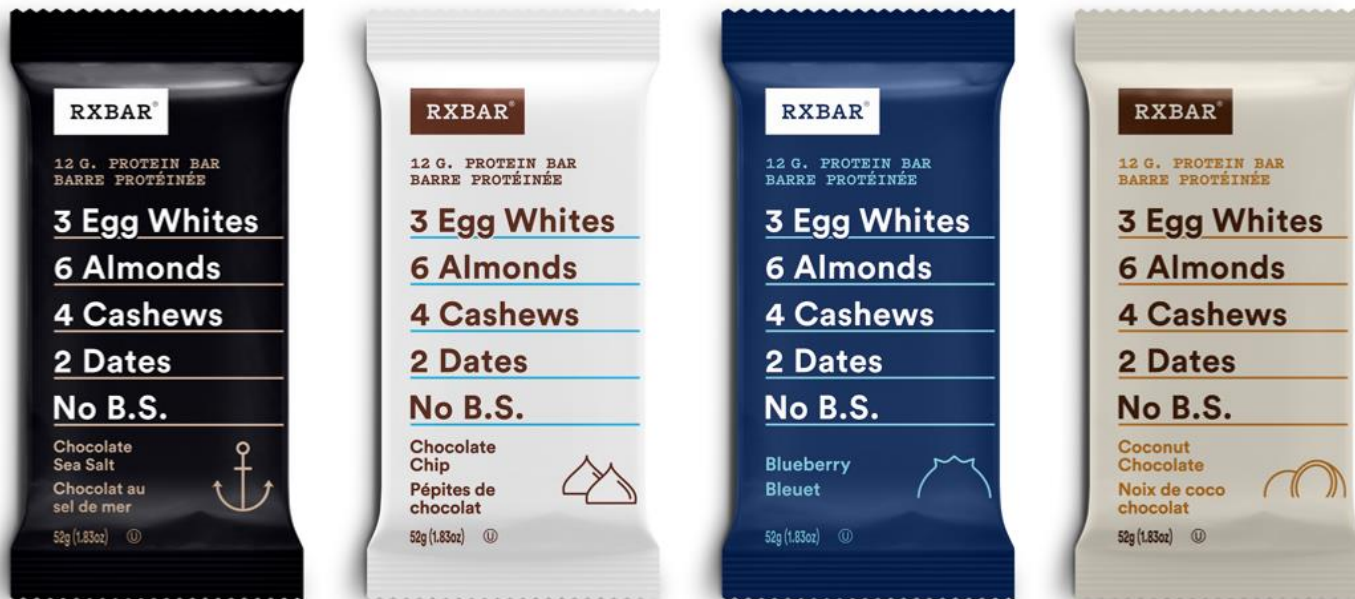 RXBAR®
12 G. PROTEIN BAR
BARRE PROTÉINÉE
3 Egg Whites
6 Almonds
4 Cashews
2 Dates
No B.S.
Chocolate
Sea Salt
Chocolat au
sel de mer
52g (1.83oz) Ⓤ
RXBAR®
12 G. PROTEIN BAR
BARRE PROTÉINÉE
3 Egg Whites
6 Almonds
4 Cashews
2 Dates
No B.S.
Chocolate
Chip
Pépites de
chocolat
52g (1.83oz) Ⓤ
RXBAR®
12 G. PROTEIN BAR
BARRE PROTÉINÉE
3 Egg Whites
6 Almonds
4 Cashews
2 Dates
No B.S.
Blueberry
Bleuet
52g (1.83oz) Ⓤ
RXBAR®
12 G. PROTEIN BAR
BARRE PROTÉINÉE
3 Egg Whites
6 Almonds
4 Cashews
2 Dates
No B.S.
Coconut
Chocolate
Noix de coco
chocolat
52g (1.83oz) Ⓤ